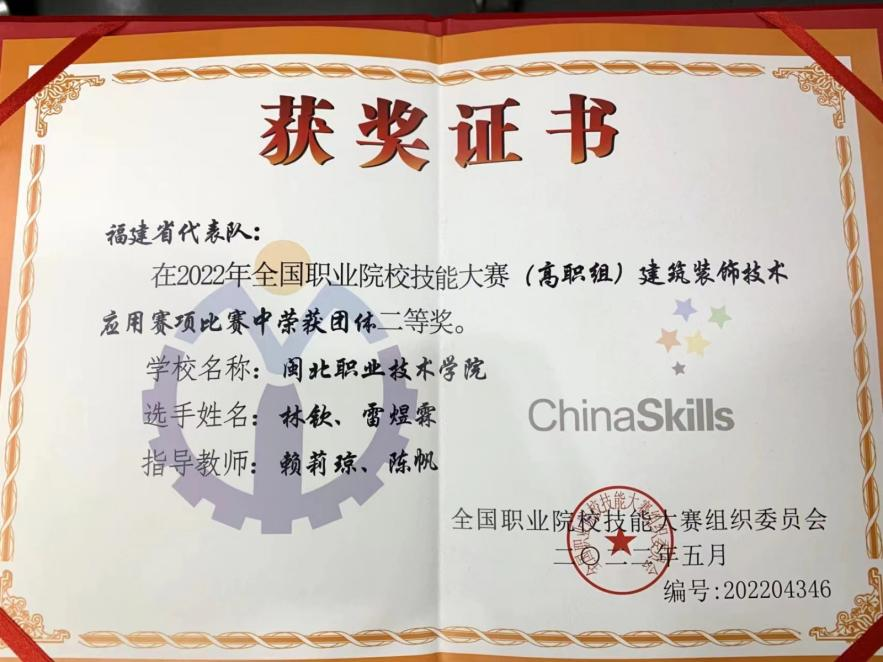 获奖证书
福建省代表队：
在2022年全国职业院校技能大赛（高职组）建筑装饰技术
应用赛项比赛中荣获团体二等奖。
学校名称：闽北职业技术学院
选手姓名：林钦、雷煜霖
指导教师：赖莉琼、陈帆
ChinaSkills
全国职业院校技能大赛组织委员会
二〇二二年五月
编号:202204346